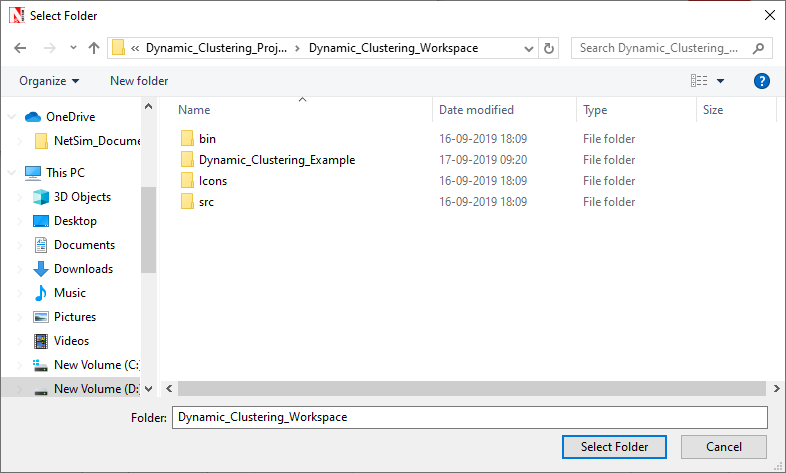 Select Folder
« Dynamic_Clustering_Proj... > Dynamic_Clustering_Workspace
Search Dynamic_Clustering_...
Organize
New folder
Name
Date modified
Type
Size
OneDrive
NetSim_Docume
This PC
3D Objects
Desktop
Documents
Downloads
Music
Pictures
Videos
New Volume (C:
New Volume (D:
bin 16-09-2019 18:09 File folder
Dynamic_Clustering_Example 17-09-2019 09:20 File folder
Icons 16-09-2019 18:09 File folder
src 16-09-2019 18:09 File folder
Folder: Dynamic_Clustering_Workspace
Select Folder
Cancel